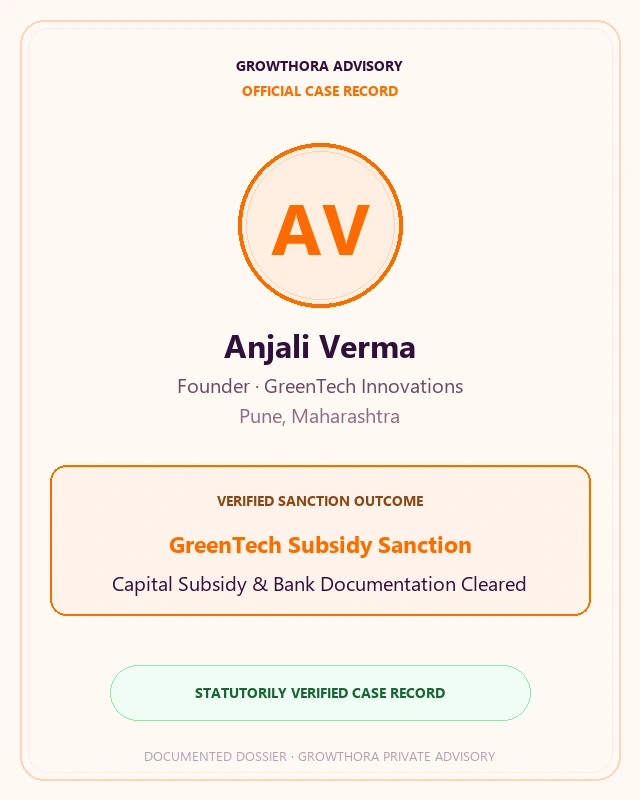 GROWTHORA ADVISORY
OFFICIAL CASE RECORD
AV
Anjali Verma
Founder · GreenTech Innovations
Pune, Maharashtra
VERIFIED SANCTION OUTCOME
GreenTech Subsidy Sanction
Capital Subsidy & Bank Documentation Cleared
STATUTORILY VERIFIED CASE RECORD
DOCUMENTED DOSSIER · GROWTHORA PRIVATE ADVISORY